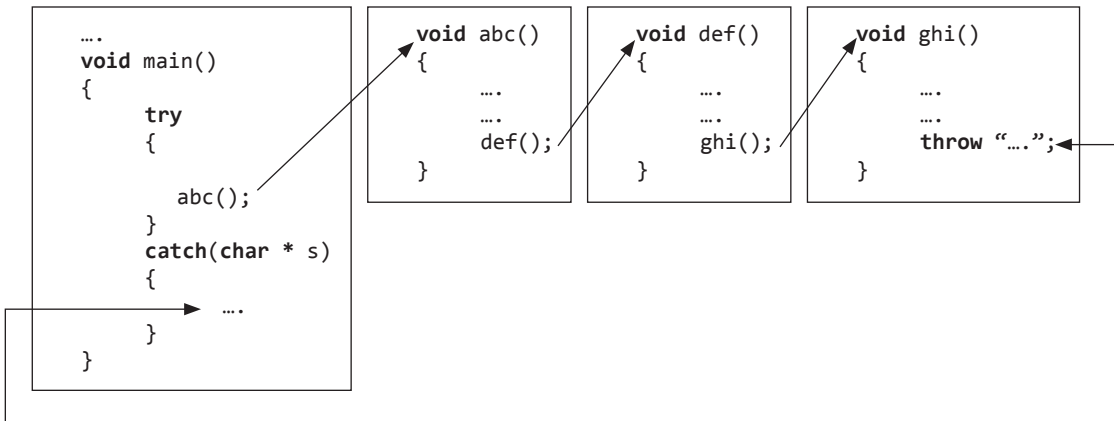 ….
void main()
{
try
{
abc();
}
catch(char * s)
{
….
}
}
void abc()
{
….
….
def();
}
void def()
{
….
….
ghi();
}
void ghi()
{
….
….
throw “….”;
}